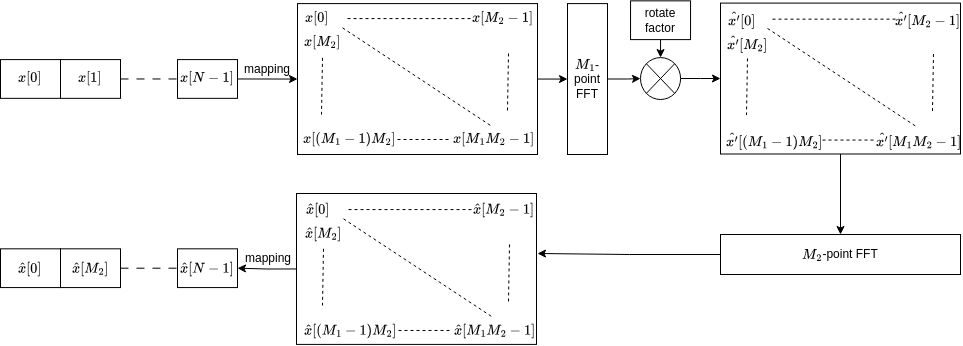 x[0] x[M₂ − 1]
x[M₂]
x[(M₁ − 1)M₂] x[M₁M₂ − 1]
x[0] x[1] x[N − 1]
mapping
M₁-
point
FFT
rotate
factor
x̂′[0] x̂′[M₂ − 1]
x̂′[M₂]
x̂′[(M₁ − 1)M₂] x̂′[M₁M₂ − 1]
M₂-point FFT
x̂[0] x̂[M₂ − 1]
x̂[M₂]
x̂[(M₁ − 1)M₂] x̂[M₁M₂ − 1]
mapping
x̂[0] x̂[M₂] x̂[N − 1]